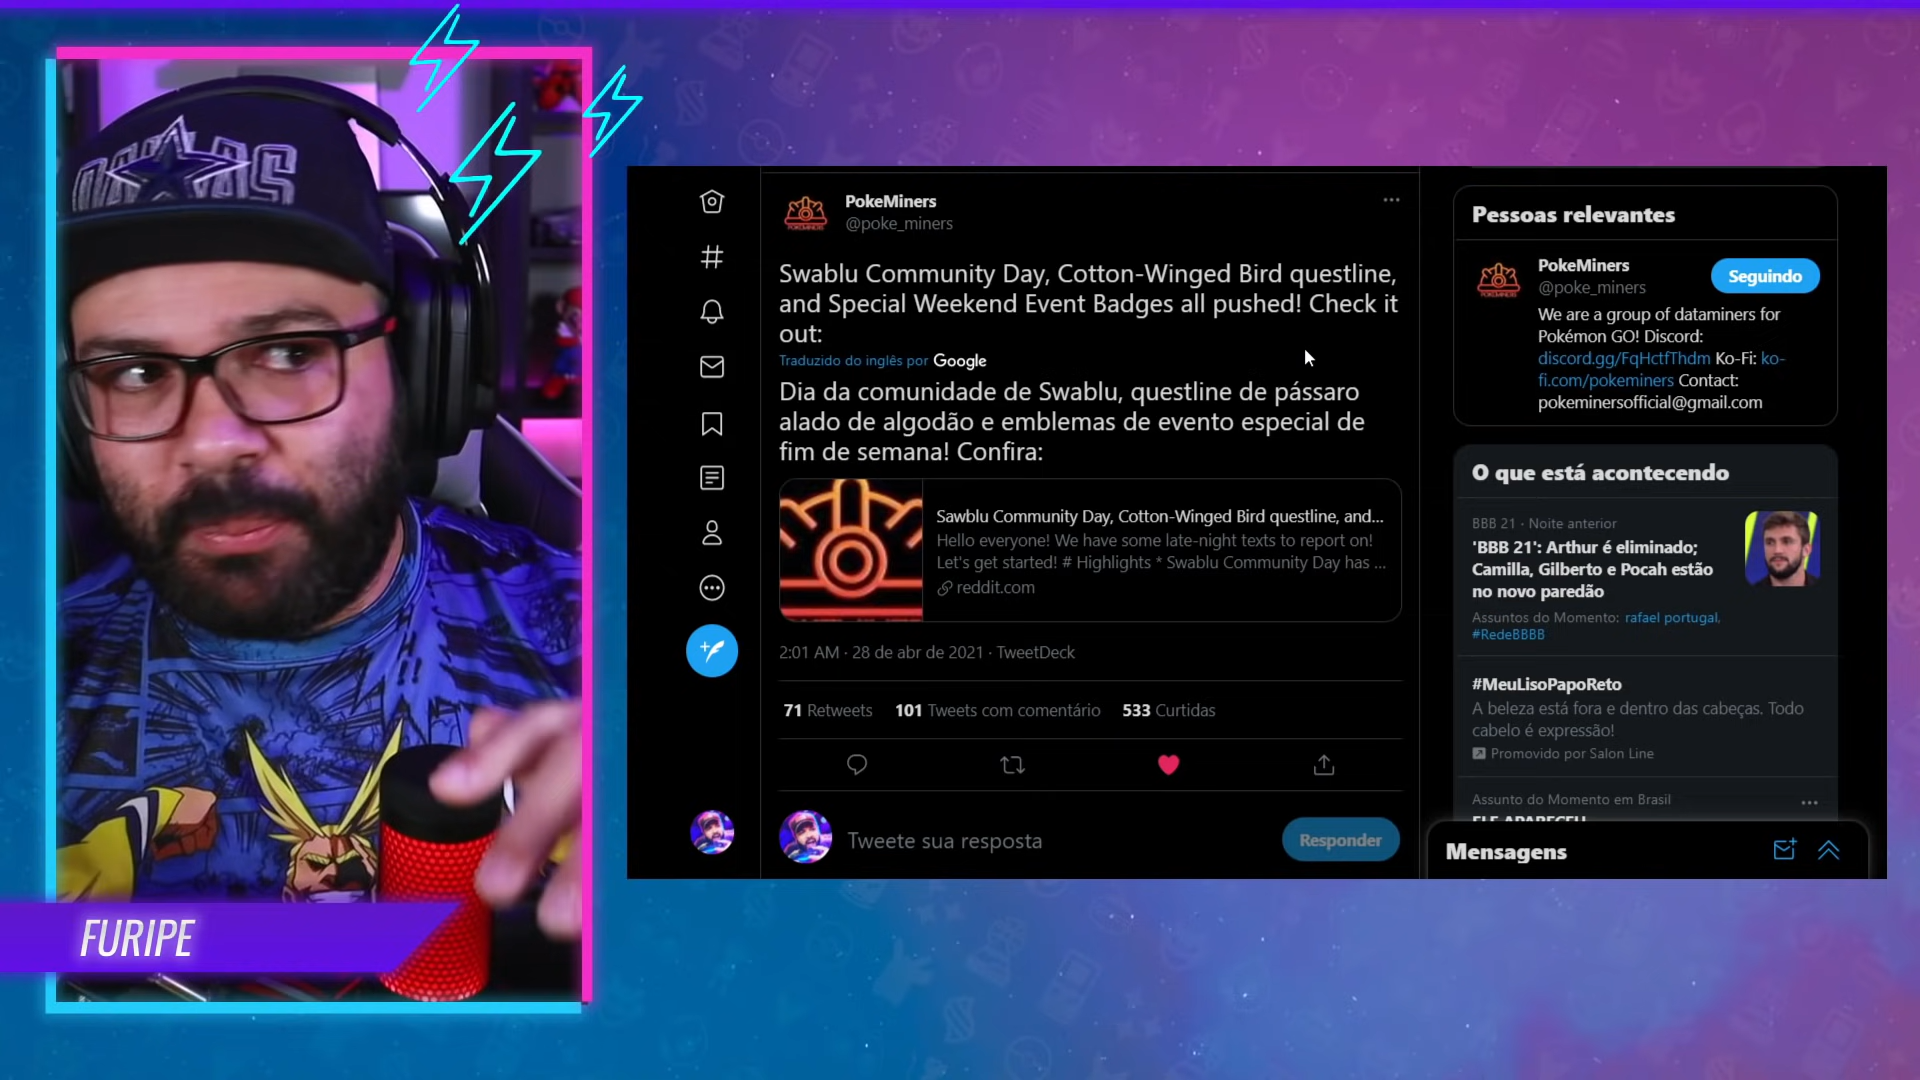 DALLAS
FURIPE
PokeMiners
@poke_miners
Swablu Community Day, Cotton-Winged Bird questline,
and Special Weekend Event Badges all pushed! Check it
out:
Traduzido do inglês por Google
Dia da comunidade de Swablu, questline de pássaro
alado de algodão e emblemas de evento especial de
fim de semana! Confira:
Sawblu Community Day, Cotton-Winged Bird questline, and...
Hello everyone! We have some late-night texts to report on!
Let's get started! # Highlights * Swablu Community Day has ...
reddit.com
2:01 AM · 28 de abr de 2021 · TweetDeck
71 Retweets 101 Tweets com comentário 533 Curtidas
Tweete sua resposta
Responder
Pessoas relevantes
PokeMiners
@poke_miners
Seguindo
We are a group of dataminers for
Pokémon GO! Discord:
discord.gg/FqHctfThdm Ko-Fi: ko-
fi.com/pokeminers Contact:
pokeminersofficial@gmail.com
O que está acontecendo
BBB 21 · Noite anterior
'BBB 21': Arthur é eliminado;
Camilla, Gilberto e Pocah estão
no novo paredão
Assuntos do Momento: rafael portugal,
#RedeBBBB
#MeuLisoPapoReto
A beleza está fora e dentro das cabeças. Todo
cabelo é expressão!
Promovido por Salon Line
Assunto do Momento em Brasil
ELE APARECEU
Mensagens